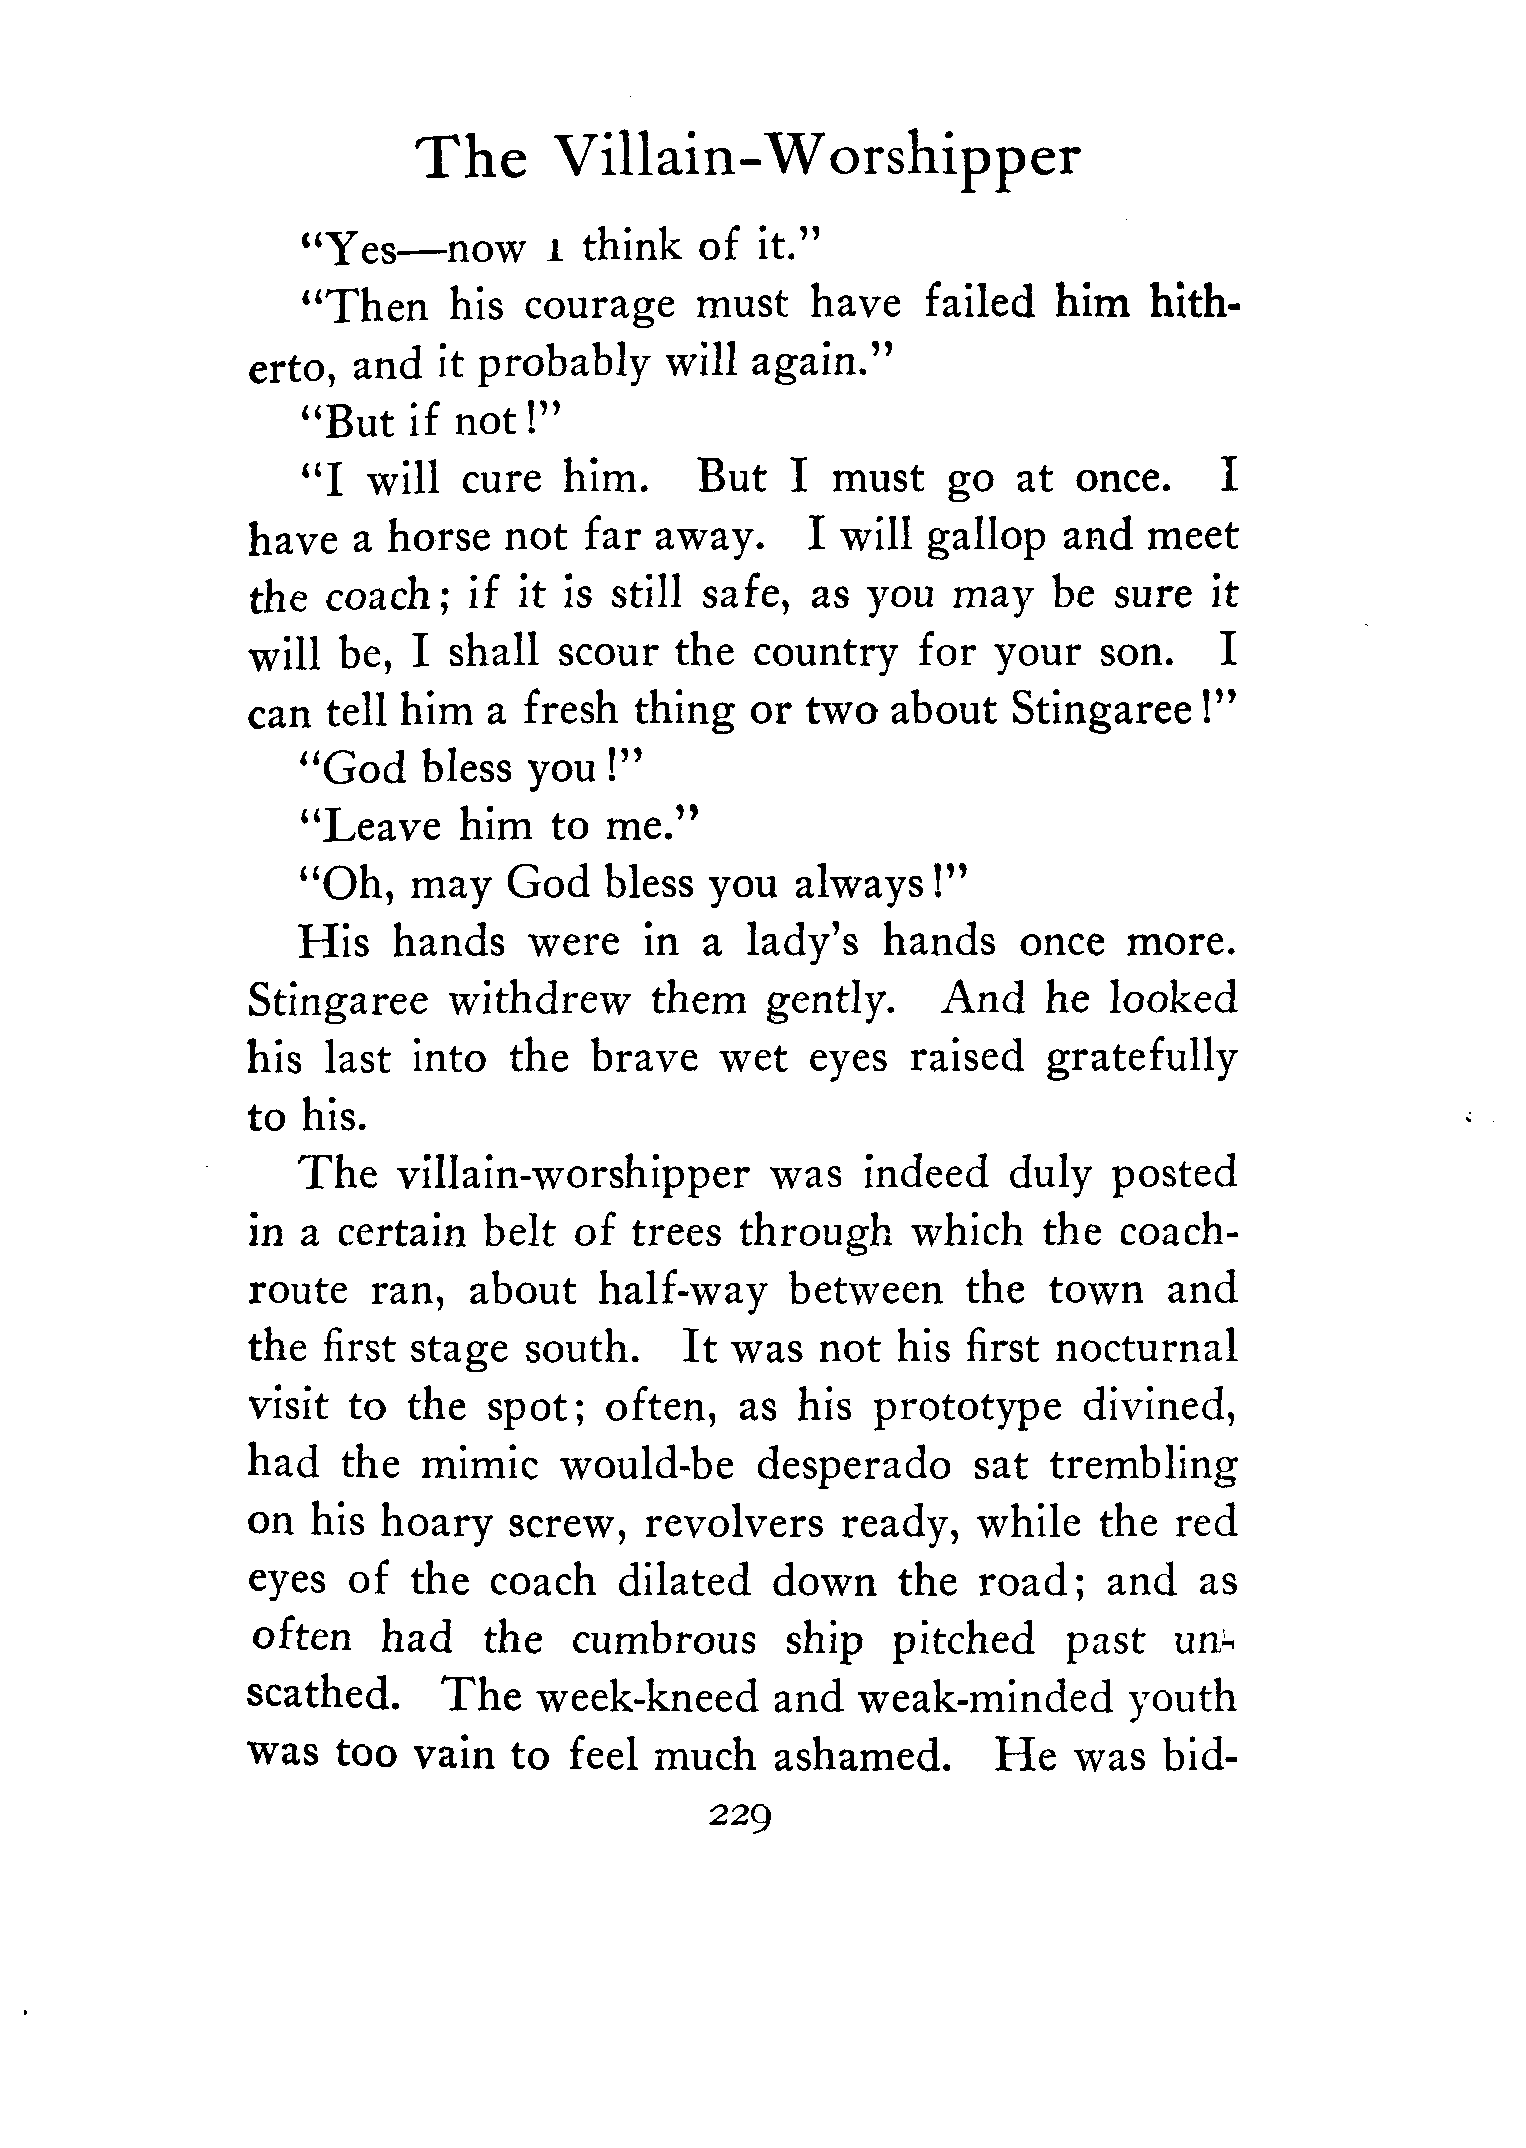 The Villain-Worshipper
"Yes—now I think of it."
"Then his courage must have failed him hith-
erto, and it probably will again."
"But if not!"
"I will cure him. But I must go at once. I
have a horse not far away. I will gallop and meet
the coach; if it is still safe, as you may be sure it
will be, I shall scour the country for your son. I
can tell him a fresh thing or two about Stingaree!"
"God bless you!"
"Leave him to me."
"Oh, may God bless you always!"
His hands were in a lady's hands once more.
Stingaree withdrew them gently. And he looked
his last into the brave wet eyes raised gratefully
to his.
The villain-worshipper was indeed duly posted
in a certain belt of trees through which the coach-
route ran, about half-way between the town and
the first stage south. It was not his first nocturnal
visit to the spot; often, as his prototype divined,
had the mimic would-be desperado sat trembling
on his hoary screw, revolvers ready, while the red
eyes of the coach dilated down the road; and as
often had the cumbrous ship pitched past un-
scathed. The week-kneed and weak-minded youth
was too vain to feel much ashamed. He was bid-
229